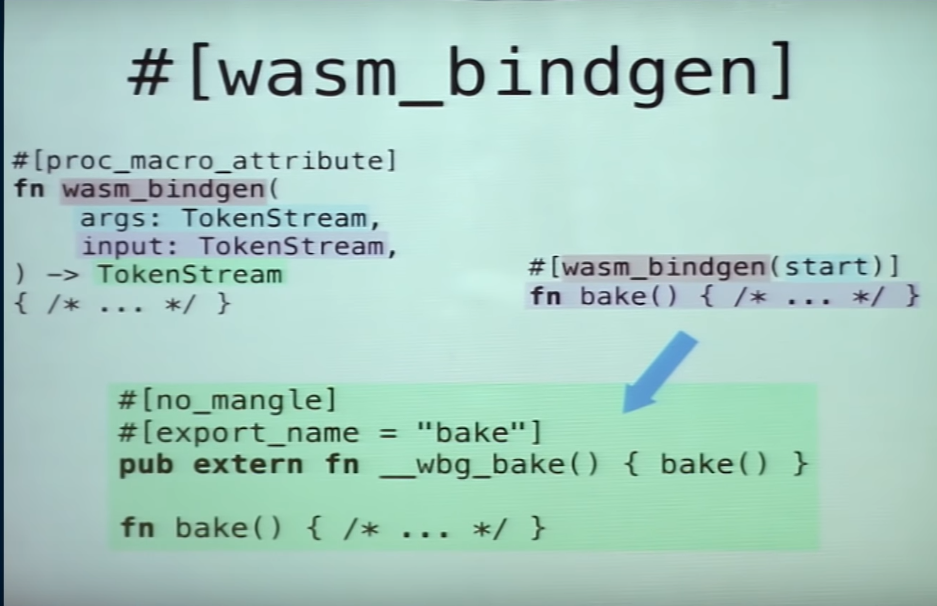 #[wasm_bindgen]
#[proc_macro_attribute]
fn wasm_bindgen(
args: TokenStream,
input: TokenStream,
) -> TokenStream
{ /* ... */ }
#[wasm_bindgen(start)]
fn bake() { /* ... */ }
#[no_mangle]
#[export_name = "bake"]
pub extern fn __wbg_bake() { bake() }
fn bake() { /* ... */ }